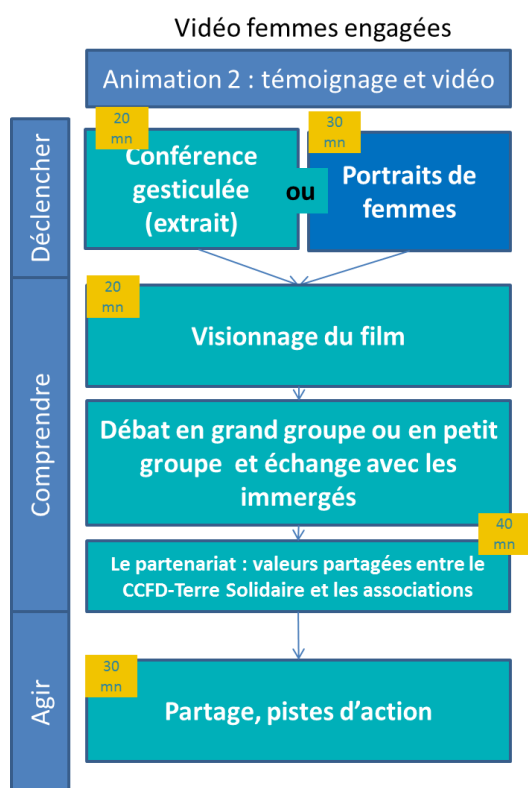 Vidéo femmes engagées
Animation 2 : témoignage et vidéo
Déclencher
20
mn
Conférence
gesticulée
(extrait)
ou
30
mn
Portraits de
femmes
Comprendre
20
mn
Visionnage du film
Débat en grand groupe ou en petit
groupe et échange avec les
immergés
40
mn
Le partenariat : valeurs partagées entre le
CCFD-Terre Solidaire et les associations
Agir
30
mn
Partage, pistes d'action